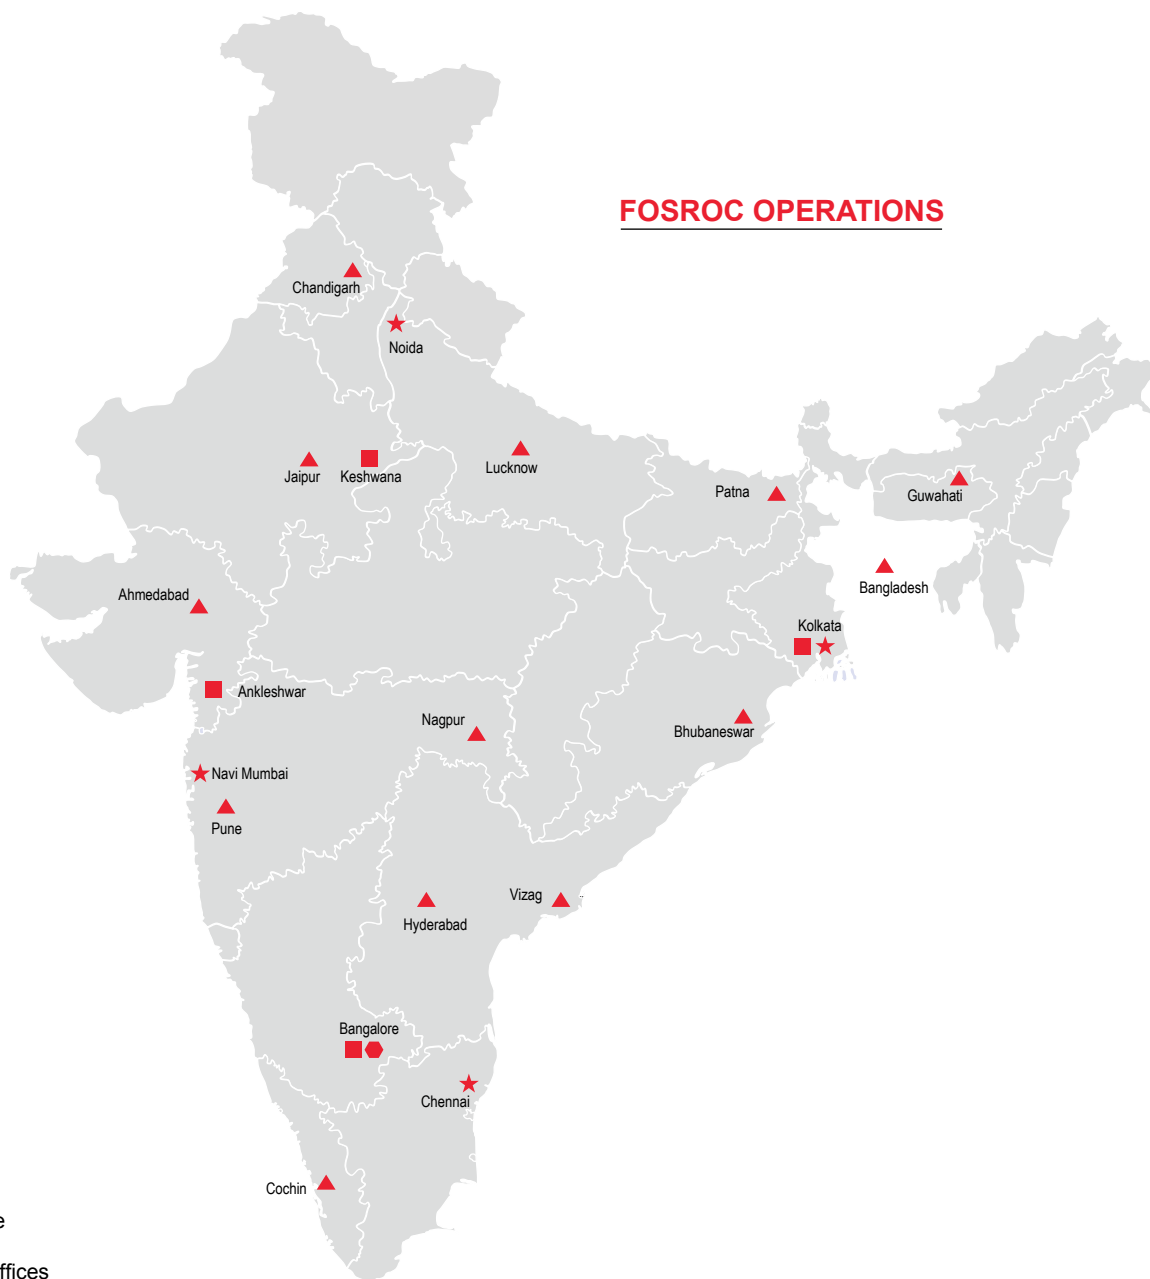 FOSROC OPERATIONS
Chandigarh
Noida
Jaipur
Keshwana
Lucknow
Patna
Guwahati
Bangladesh
Ahmedabad
Kolkata
Ankleshwar
Nagpur
Bhubaneswar
Navi Mumbai
Pune
Vizag
Hyderabad
Bangalore
Chennai
Cochin
e
ffices